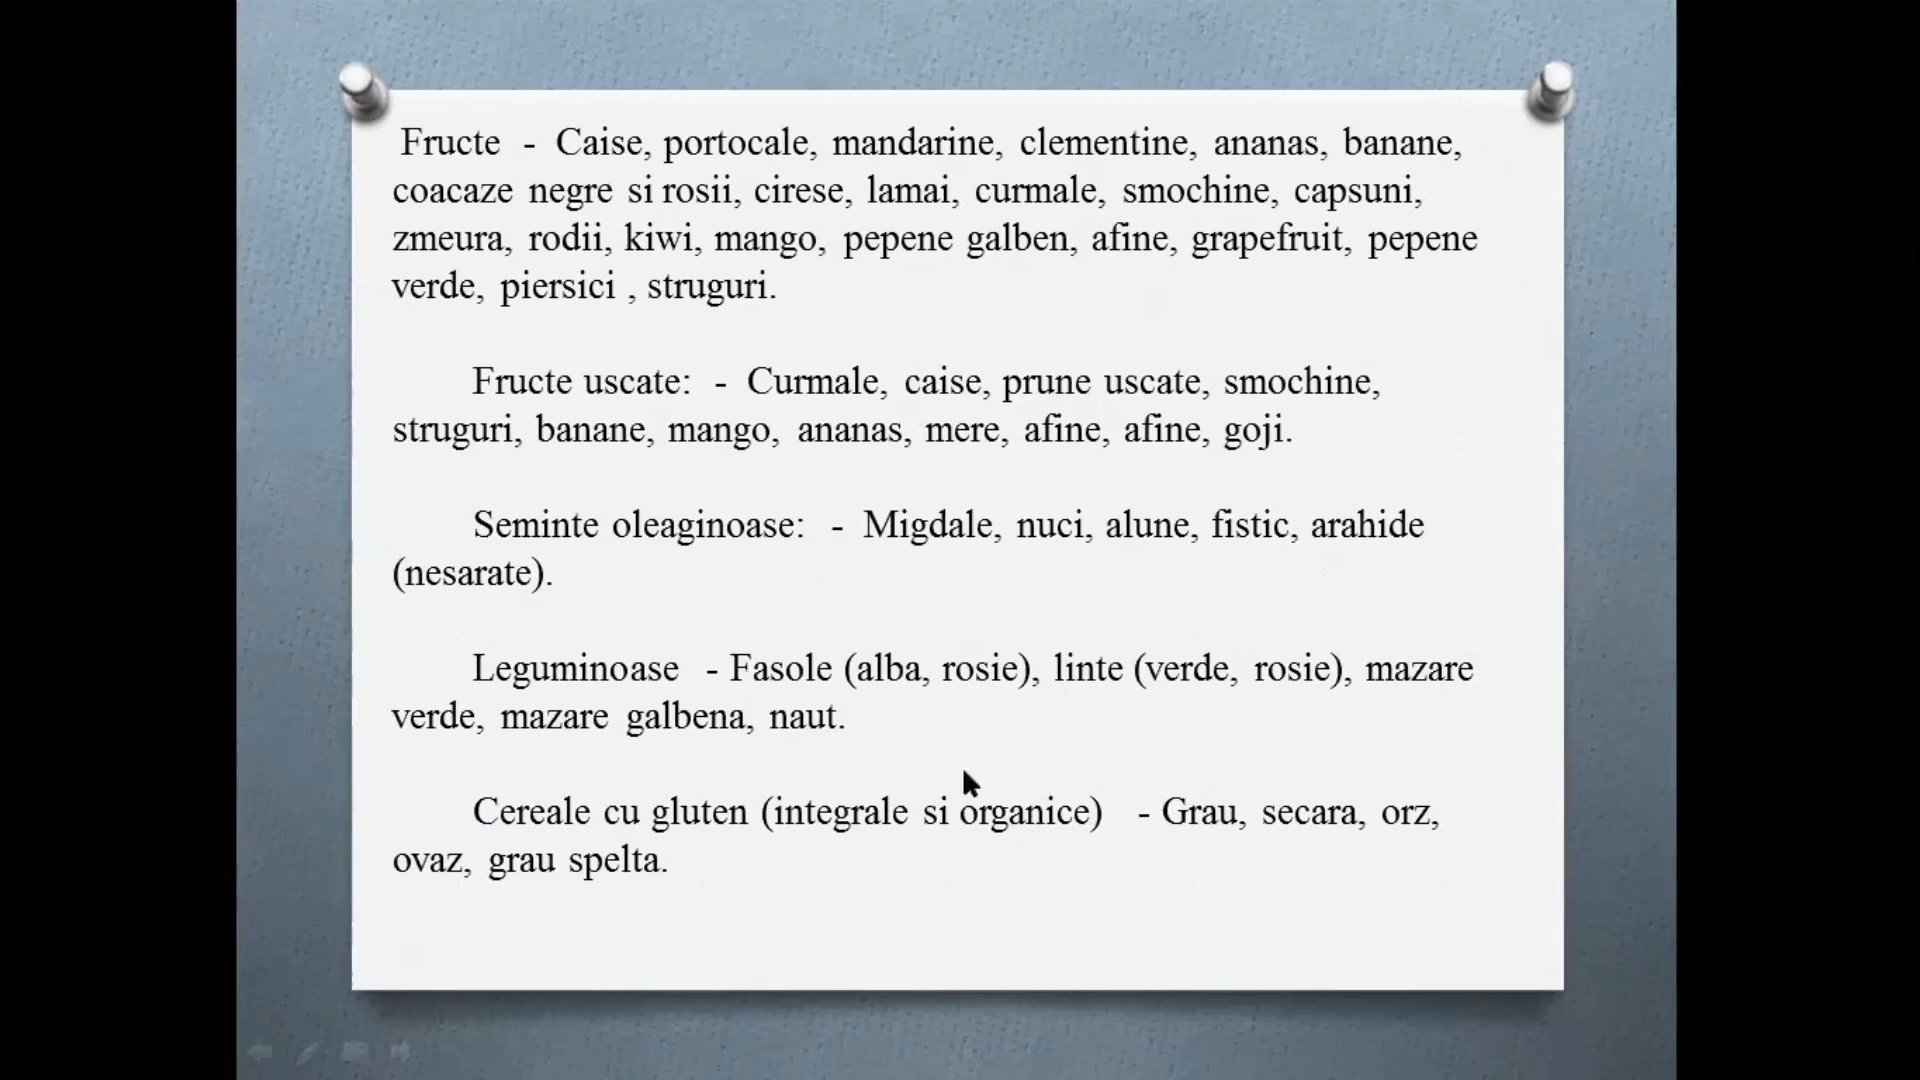 Fructe - Caise, portocale, mandarine, clementine, ananas, banane,
coacaze negre si rosii, cirese, lamai, curmale, smochine, capsuni,
zmeura, rodii, kiwi, mango, pepene galben, afine, grapefruit, pepene
verde, piersici , struguri.
Fructe uscate: - Curmale, caise, prune uscate, smochine,
struguri, banane, mango, ananas, mere, afine, afine, goji.
Seminte oleaginoase: - Migdale, nuci, alune, fistic, arahide
(nesarate).
Leguminoase - Fasole (alba, rosie), linte (verde, rosie), mazare
verde, mazare galbena, naut.
Cereale cu gluten (integrale si organice) - Grau, secara, orz,
ovaz, grau spelta.